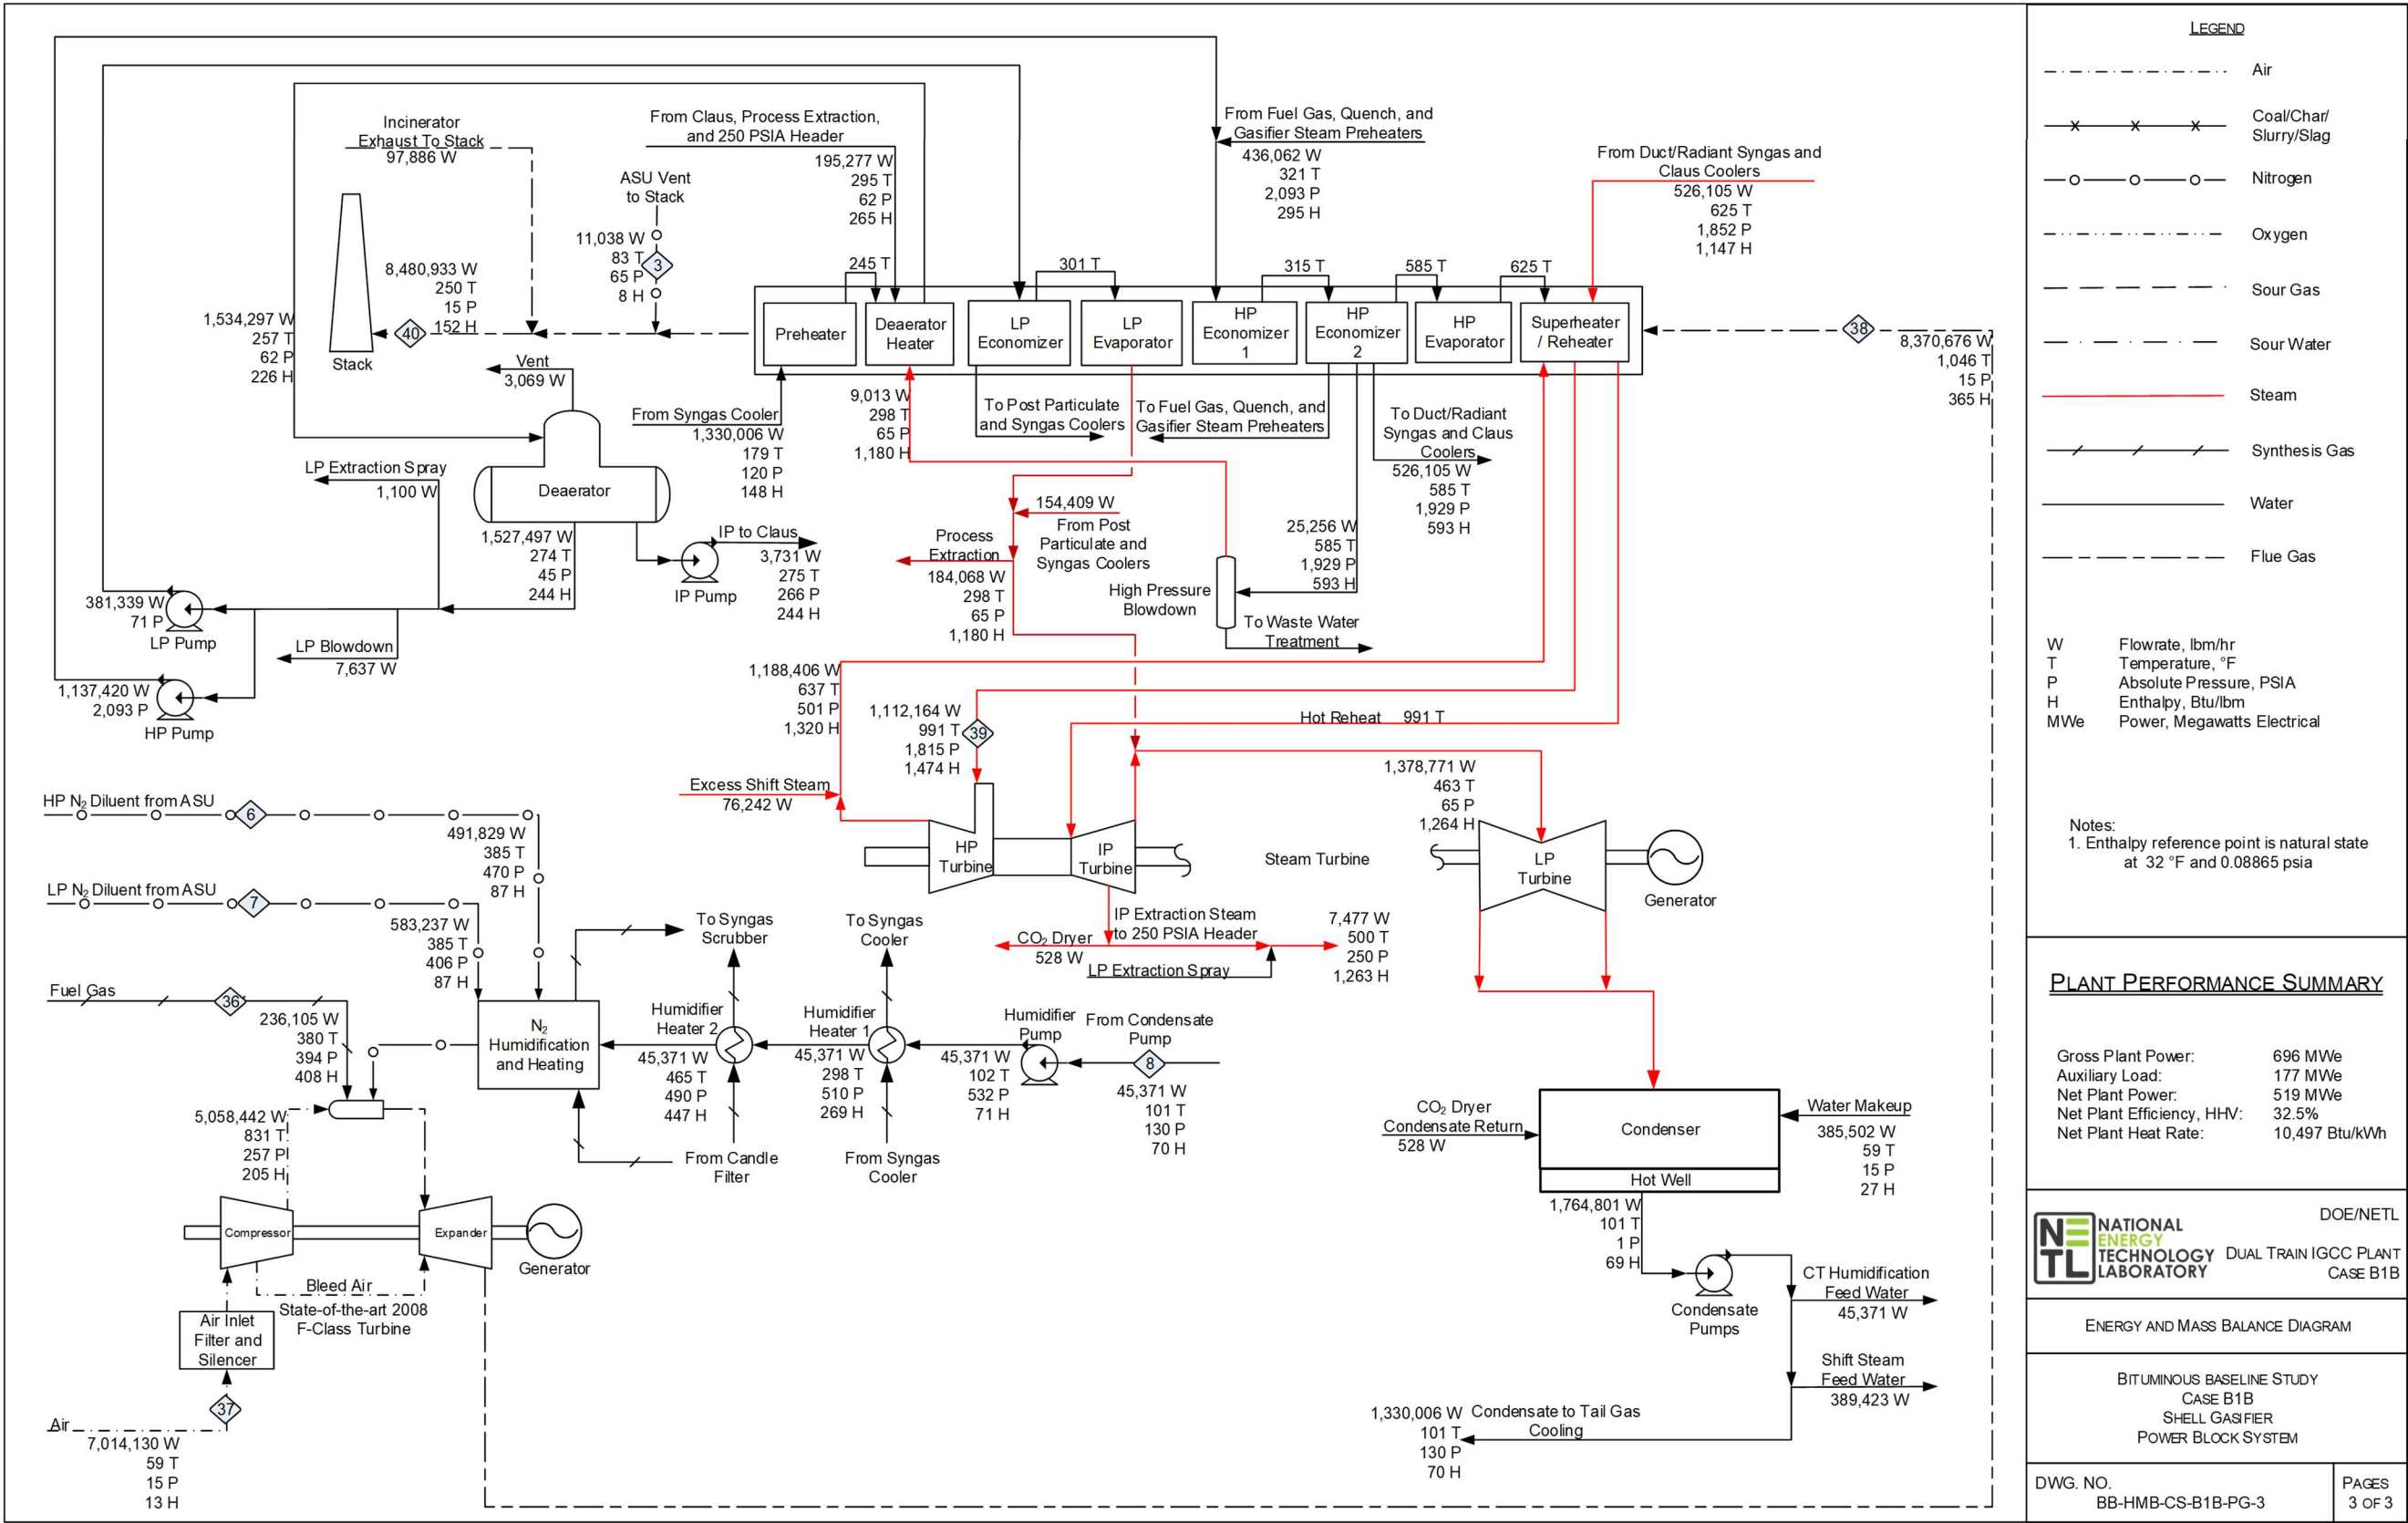 Incinerator
Exhaust To Stack
97,886 W
From Claus, Process Extraction,
and 250 PSIA Header
195,277 W
295 T
62 P
265 H
ASU Vent
to Stack
11,038 W
83 T
65 P
8 H
3
From Fuel Gas, Quench, and
Gasifier Steam Preheaters
436,062 W
321 T
2,093 P
295 H
From Duct/Radiant Syngas and
Claus Coolers
526,105 W
625 T
1,852 P
1,147 H
8,480,933 W
250 T
15 P
152 H
40
Stack
1,534,297 W
257 T
62 P
226 H
245 T
301 T
315 T
585 T
625 T
Preheater
Deaerator
Heater
LP
Economizer
LP
Evaporator
HP
Economizer
1
HP
Economizer
2
HP
Evaporator
Superheater
/ Reheater
38
8,370,676 W
1,046 T
15 P
365 H
Vent
3,069 W
Deaerator
LP Extraction Spray
1,100 W
From Syngas Cooler
1,330,006 W
179 T
120 P
148 H
9,013 W
298 T
65 P
1,180 H
To Post Particulate
and Syngas Coolers
To Fuel Gas, Quench, and
Gasifier Steam Preheaters
To Duct/Radiant
Syngas and Claus
Coolers
526,105 W
585 T
1,929 P
593 H
154,409 W
From Post
Particulate and
Syngas Coolers
Process
Extraction
184,068 W
298 T
65 P
1,180 H
25,256 W
585 T
1,929 P
593 H
High Pressure
Blowdown
To Waste Water
Treatment
1,527,497 W
274 T
45 P
244 H
IP to Claus
3,731 W
275 T
266 P
244 H
IP Pump
381,339 W
71 P
LP Pump
LP Blowdown
7,637 W
1,137,420 W
2,093 P
HP Pump
1,188,406 W
637 T
501 P
1,320 H
1,112,164 W
991 T
1,815 P
1,474 H
39
Hot Reheat 991 T
Excess Shift Steam
76,242 W
1,378,771 W
463 T
65 P
1,264 H
HP
Turbine
IP
Turbine
Steam Turbine
LP
Turbine
Generator
HP N2 Diluent from ASU
6
491,829 W
385 T
470 P
87 H
LP N2 Diluent from ASU
7
583,237 W
385 T
406 P
87 H
Fuel Gas
36
236,105 W
380 T
394 P
408 H
N2
Humidification
and Heating
To Syngas
Scrubber
To Syngas
Cooler
IP Extraction Steam
to 250 PSIA Header
CO2 Dryer
528 W
LP Extraction Spray
7,477 W
500 T
250 P
1,263 H
Humidifier
Heater 2
Humidifier
Heater 1
Humidifier
Pump
From Condensate
Pump
8
45,371 W
465 T
490 P
447 H
45,371 W
298 T
510 P
269 H
45,371 W
102 T
532 P
71 H
45,371 W
101 T
130 P
70 H
From Candle
Filter
From Syngas
Cooler
5,058,442 W
831 T
257 P
205 H
Compressor
Expander
Generator
Bleed Air
State-of-the-art 2008
F-Class Turbine
Air Inlet
Filter and
Silencer
37
Air
7,014,130 W
59 T
15 P
13 H
CO2 Dryer
Condensate Return
528 W
Condenser
Hot Well
Water Makeup
385,502 W
59 T
15 P
27 H
1,764,801 W
101 T
1 P
69 H
Condensate
Pumps
CT Humidification
Feed Water
45,371 W
Shift Steam
Feed Water
389,423 W
1,330,006 W
101 T
130 P
70 H
Condensate to Tail Gas
Cooling
LEGEND
Air
Coal/Char/
Slurry/Slag
Nitrogen
Oxygen
Sour Gas
Sour Water
Steam
Synthesis Gas
Water
Flue Gas
W Flowrate, lbm/hr
T Temperature, °F
P Absolute Pressure, PSIA
H Enthalpy, Btu/lbm
MWe Power, Megawatts Electrical
Notes:
1. Enthalpy reference point is natural state
at 32 °F and 0.08865 psia
PLANT PERFORMANCE SUMMARY
Gross Plant Power: 696 MWe
Auxiliary Load: 177 MWe
Net Plant Power: 519 MWe
Net Plant Efficiency, HHV: 32.5%
Net Plant Heat Rate: 10,497 Btu/kWh
NETL
NATIONAL
ENERGY
TECHNOLOGY
LABORATORY
DOE/NETL
DUAL TRAIN IGCC PLANT
CASE B1B
ENERGY AND MASS BALANCE DIAGRAM
BITUMINOUS BASELINE STUDY
CASE B1B
SHELL GASIFIER
POWER BLOCK SYSTEM
DWG. NO.
BB-HMB-CS-B1B-PG-3
PAGES
3 OF 3